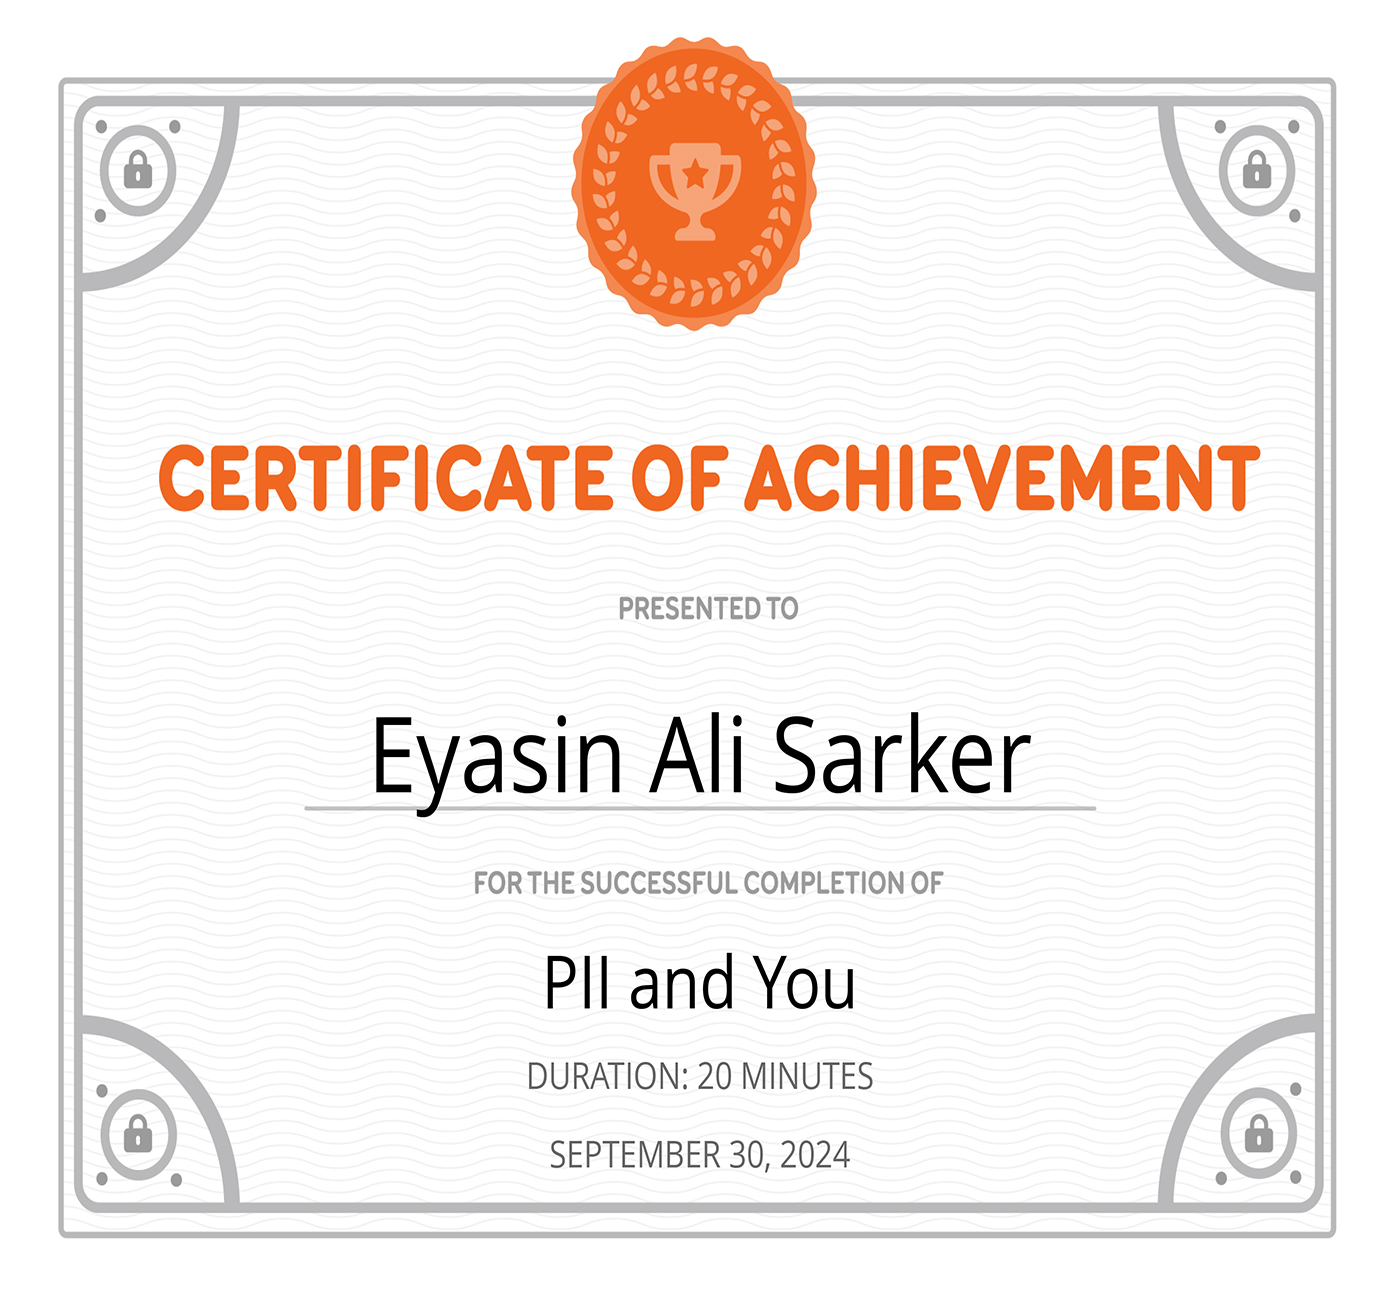 CERTIFICATE OF ACHIEVEMENT
PRESENTED TO
Eyasin Ali Sarker
FOR THE SUCCESSFUL COMPLETION OF
PII and You
DURATION: 20 MINUTES
SEPTEMBER 30, 2024